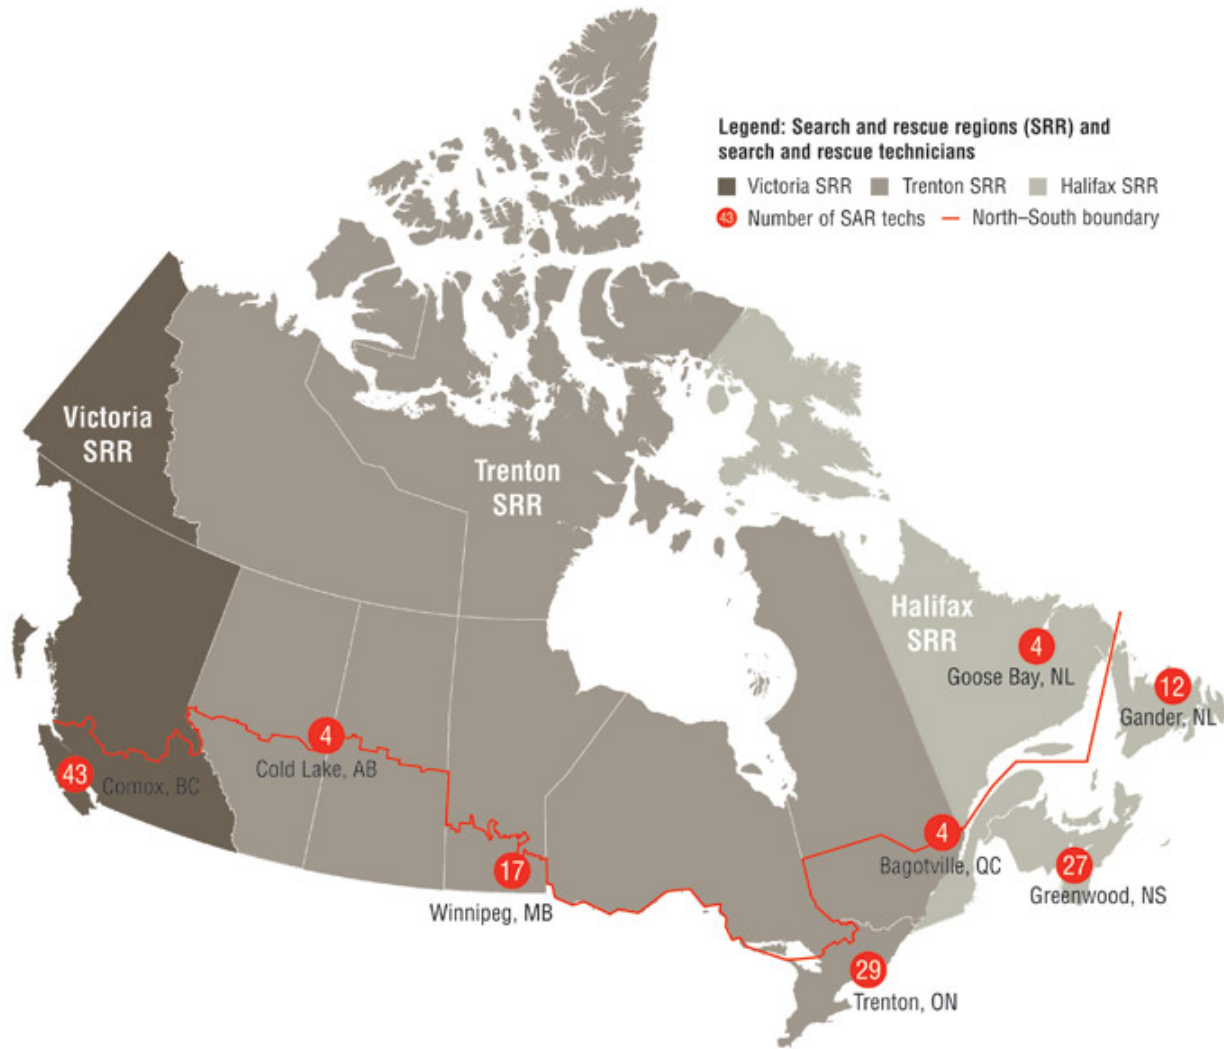 Legend: Search and rescue regions (SRR) and
search and rescue technicians
Victoria SRR Trenton SRR Halifax SRR
43 Number of SAR techs North–South boundary
Victoria
SRR
Trenton
SRR
Halifax
SRR
4
Goose Bay, NL
12
Gander, NL
4
Cold Lake, AB
43
Comox, BC
4
Bagotville, QC
17
Winnipeg, MB
27
Greenwood, NS
29
Trenton, ON